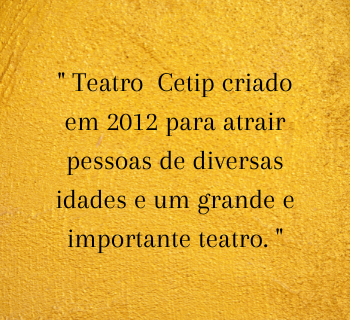 " Teatro  Cetip criado
em 2012 para atrair
pessoas de diversas
idades e um grande e
importante teatro. "